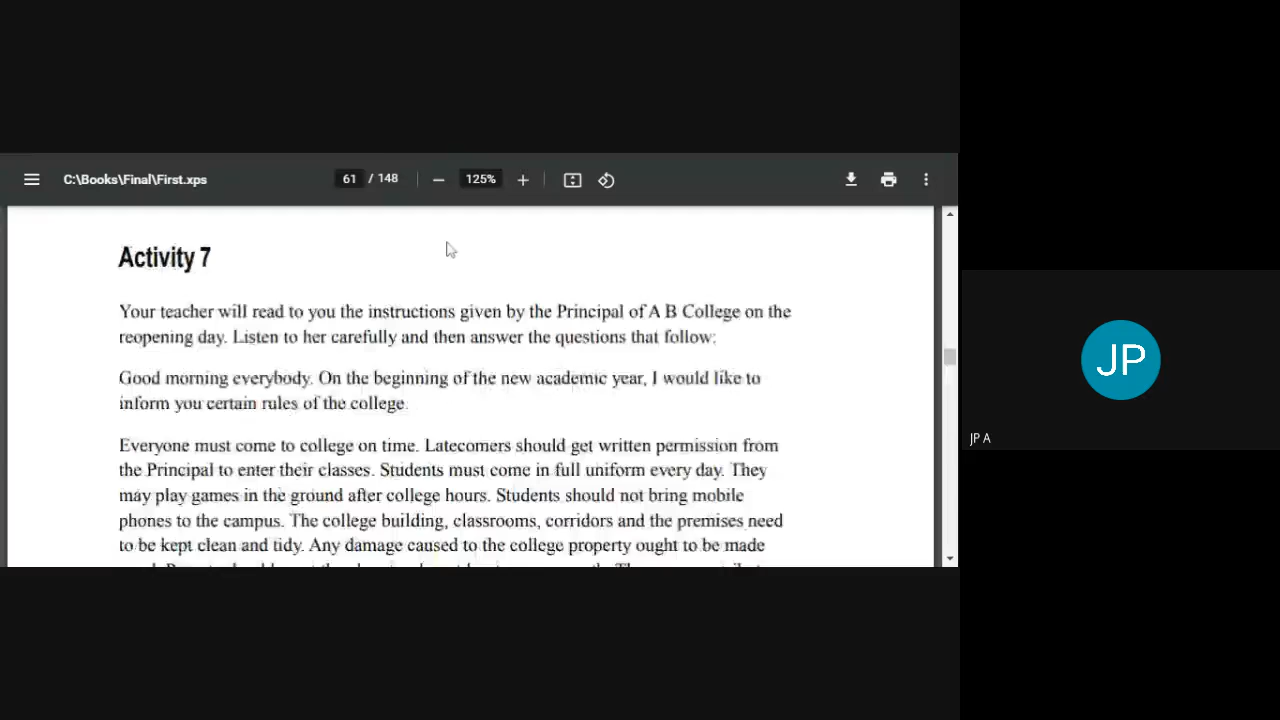 C:\Books\Final\First.xps
61 / 148
125%
Activity 7
Your teacher will read to you the instructions given by the Principal of A B College on the
reopening day. Listen to her carefully and then answer the questions that follow:
Good morning everybody. On the beginning of the new academic year, I would like to
inform you certain rules of the college.
Everyone must come to college on time. Latecomers should get written permission from
the Principal to enter their classes. Students must come in full uniform every day. They
may play games in the ground after college hours. Students should not bring mobile
phones to the campus. The college building, classrooms, corridors and the premises need
to be kept clean and tidy. Any damage caused to the college property ought to be made
JP
JP A